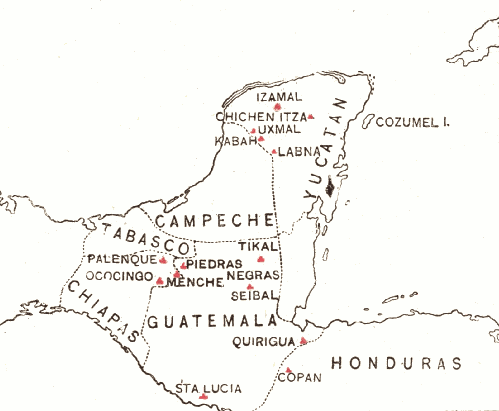 IZAMAL
CHICHEN ITZA
UXMAL
KABAH
LABNA
COZUMEL I.
YUCATAN
CAMPECHE
TABASCO
TIKAL
PALENQUE
PIEDRAS
NEGRAS
OCOCINGO
MENCHE
SEIBAL
CHIAPAS
GUATEMALA
QUIRIGUA
HONDURAS
COPAN
STA LUCIA